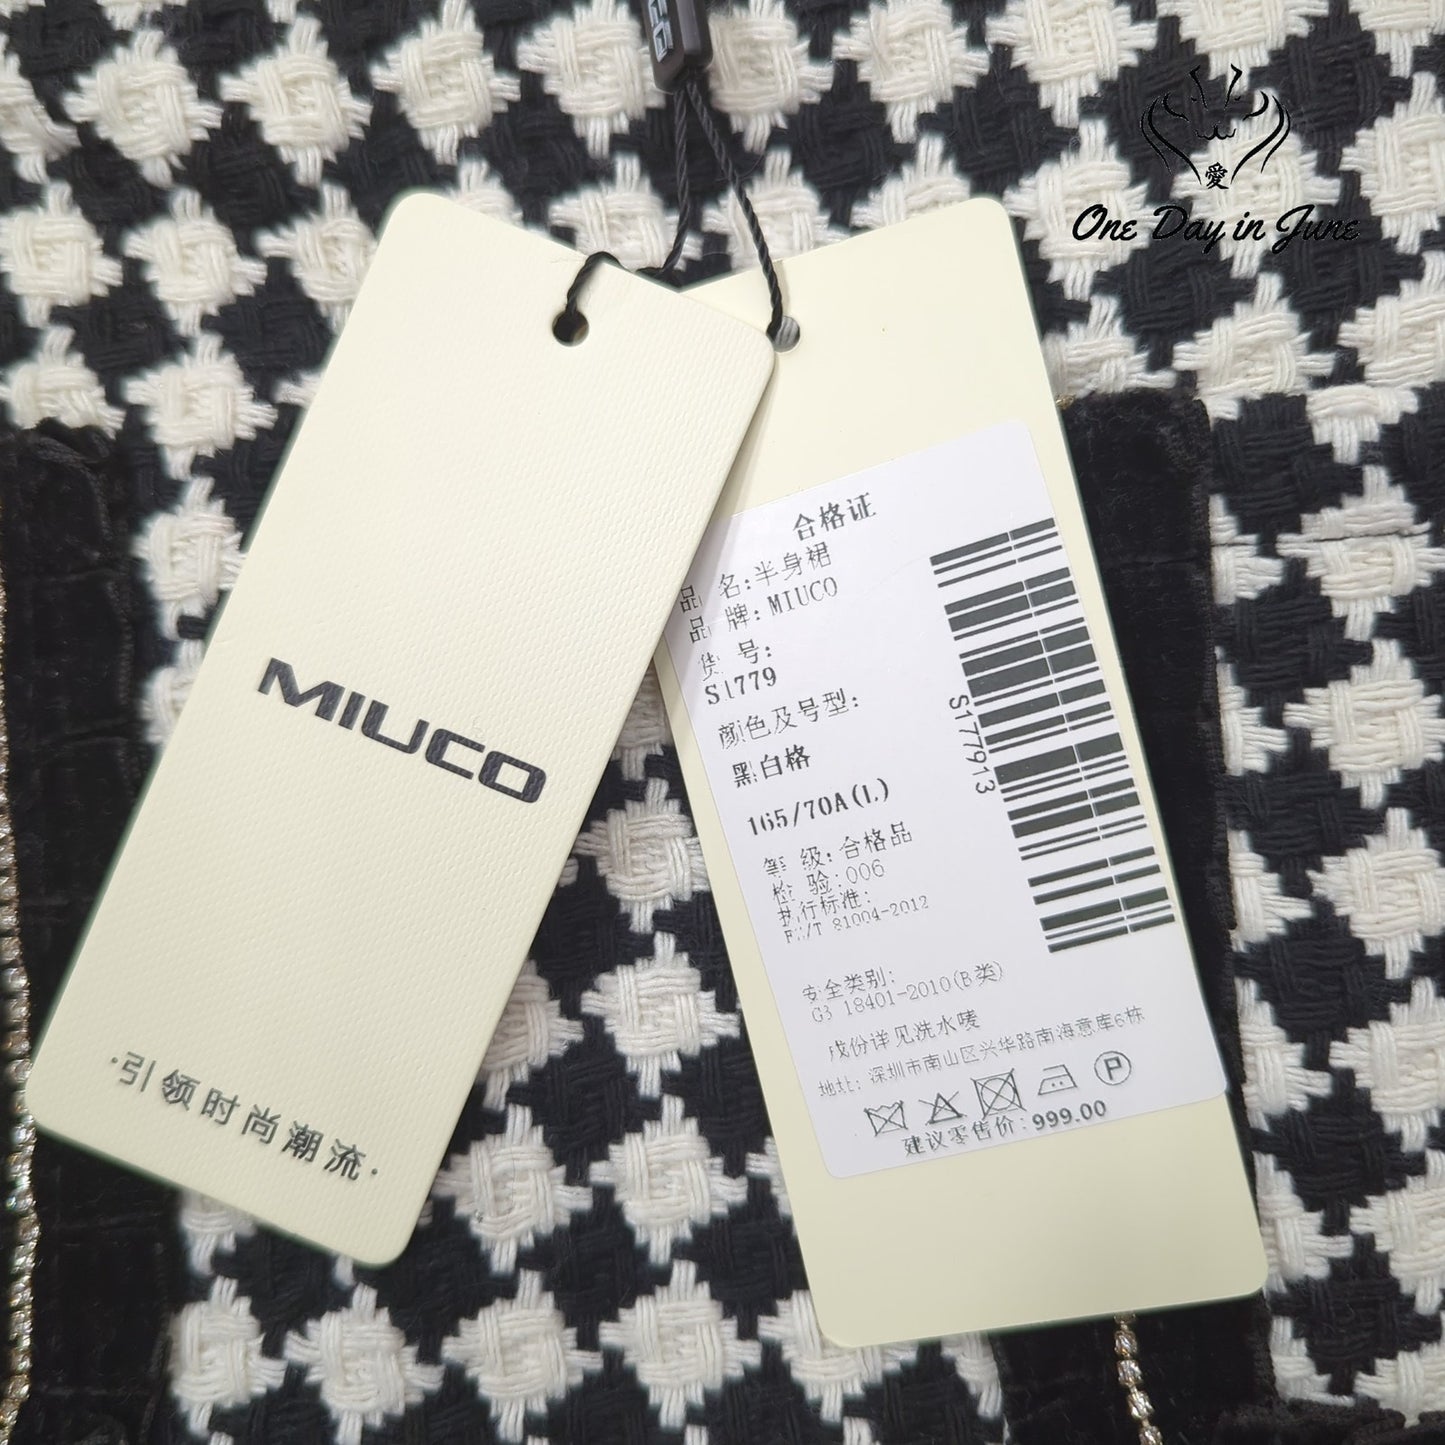 愛
One Day in June
MIUCO
·引领时尚潮流·
合格证
品 名:半身裙
品 牌:MIUCO
货 号:
S1779
颜色及号型:
黑白格
165/70A(L)
等 级:合格品
检 验:006
执行标准:
FZ/T 81004-2012
安全类别:
GB 18401-2010(B类)
成份详见洗水唛
地址: 深圳市南山区兴华路南海意库6栋
P
建议零售价:999.00
S177913